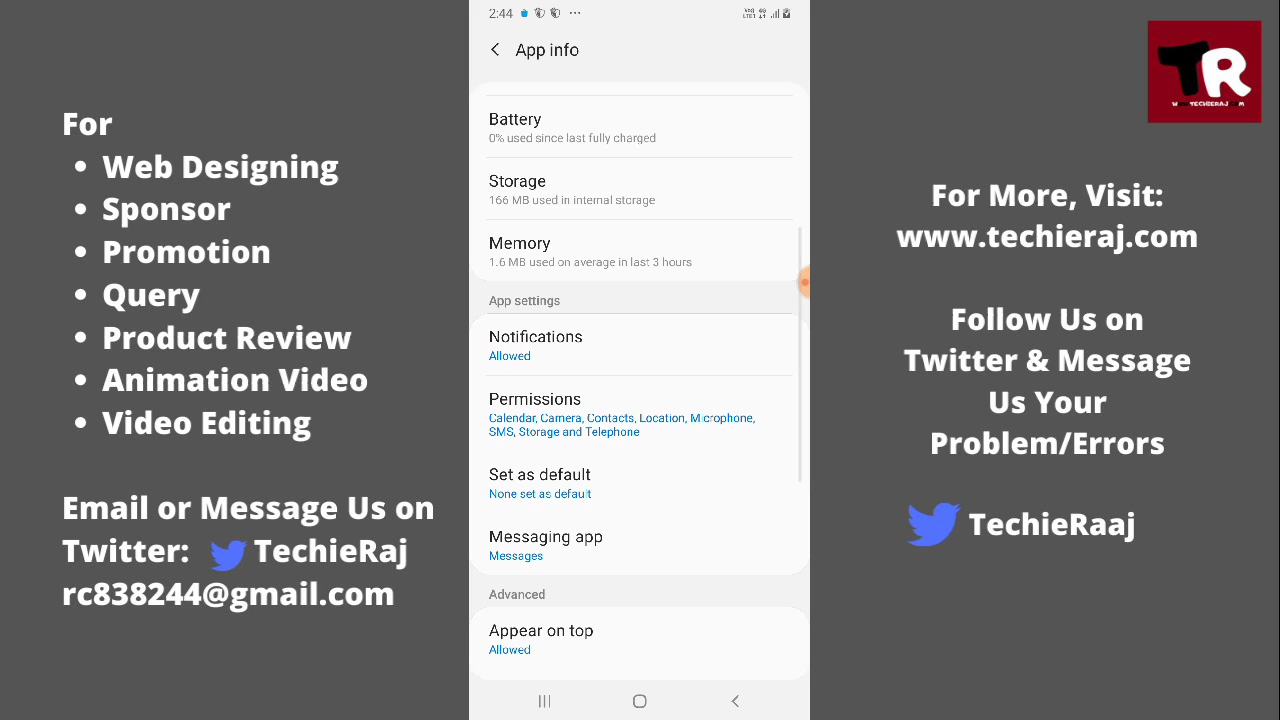 For
• Web Designing
• Sponsor
• Promotion
• Query
• Product Review
• Animation Video
• Video Editing
Email or Message Us on
Twitter: TechieRaj
rc838244@gmail.com
2:44
App info
Battery
0% used since last fully charged
Storage
166 MB used in internal storage
Memory
1.6 MB used on average in last 3 hours
App settings
Notifications
Allowed
Permissions
Calendar, Camera, Contacts, Location, Microphone,
SMS, Storage and Telephone
Set as default
None set as default
Messaging app
Messages
Advanced
Appear on top
Allowed
TR
For More, Visit:
www.techieraj.com
Follow Us on
Twitter & Message
Us Your
Problem/Errors
TechieRaaj